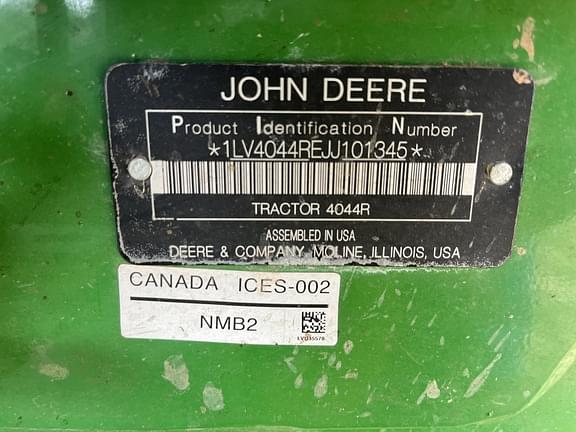 JOHN DEERE
Product Identification Number
*1LV4044REJJ101345*
TRACTOR 4044R
ASSEMBLED IN USA
DEERE & COMPANY MOLINE, ILLINOIS, USA
CANADA ICES-002
NMB2